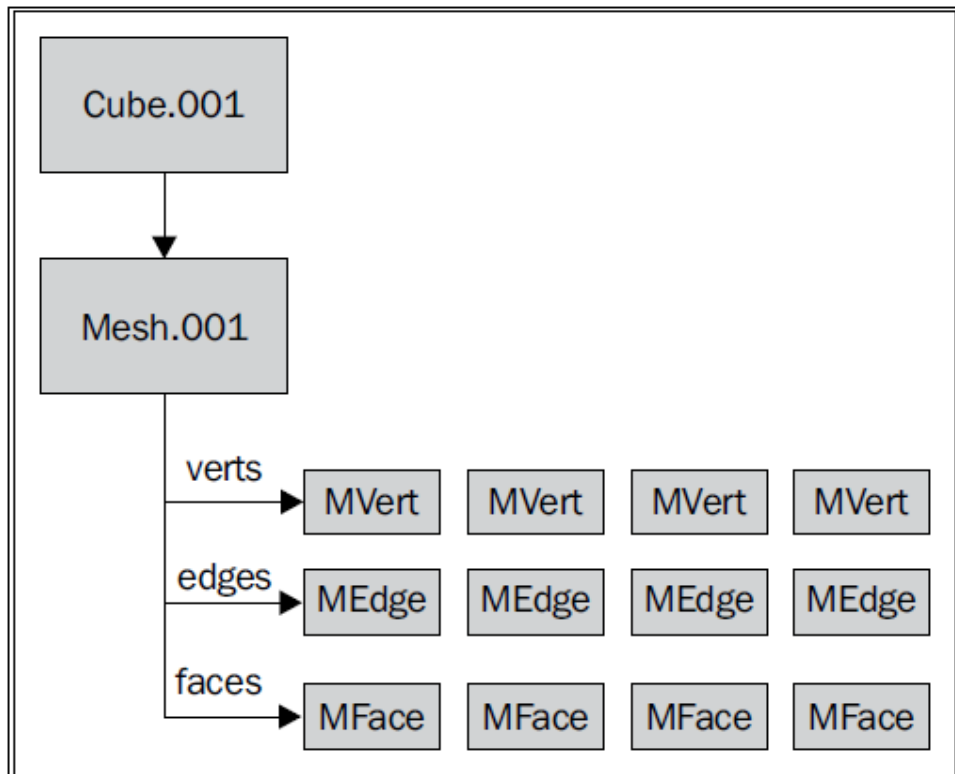 Cube.001
Mesh.001
verts
MVert MVert MVert MVert
edges
MEdge MEdge MEdge MEdge
faces
MFace MFace MFace MFace